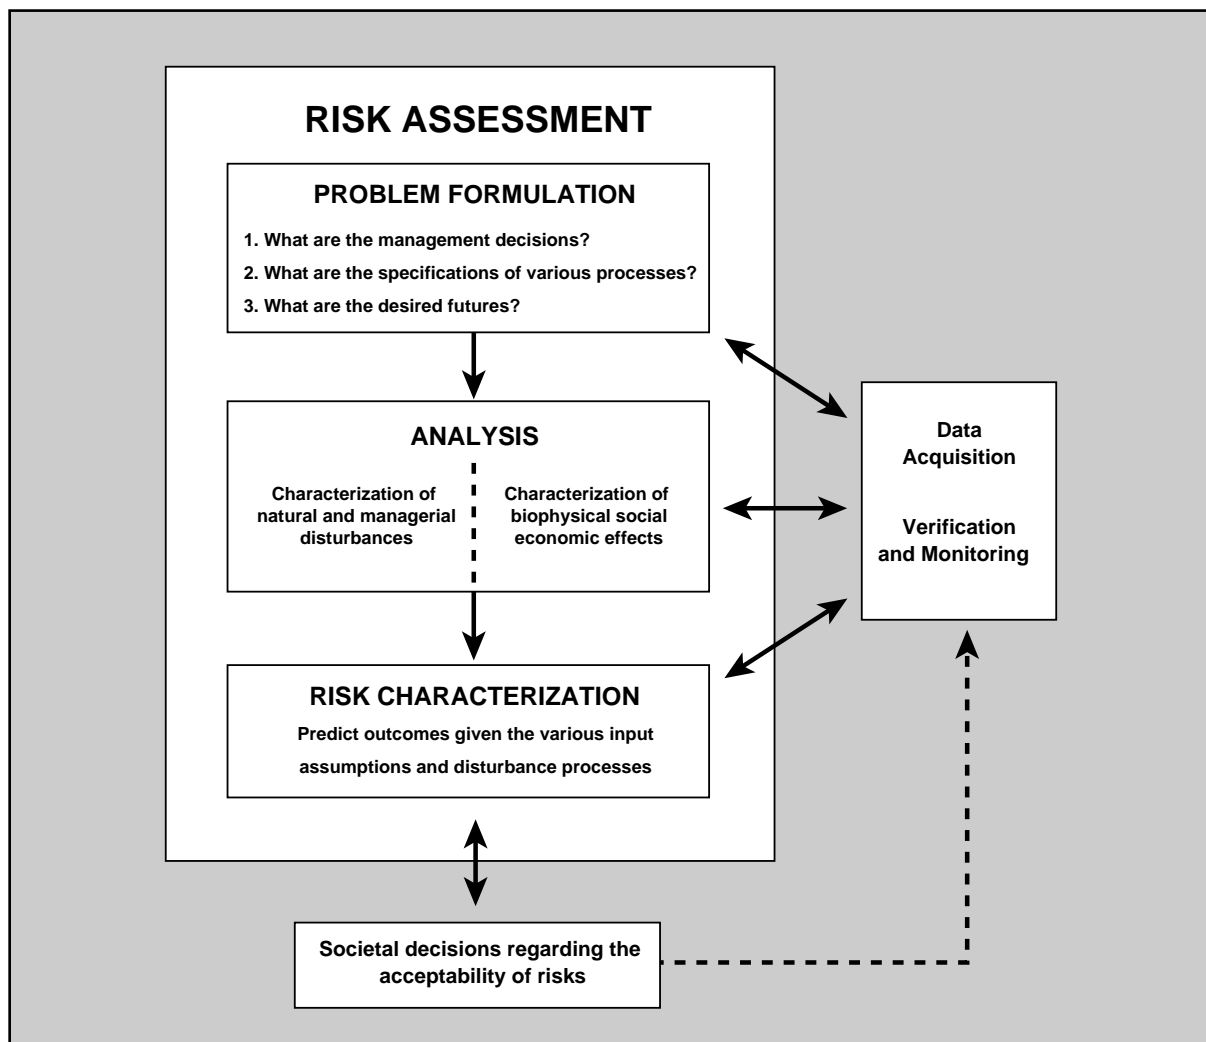 RISK ASSESSMENT
PROBLEM FORMULATION
1. What are the management decisions?
2. What are the specifications of various processes?
3. What are the desired futures?
ANALYSIS
Characterization of
natural and managerial
disturbances
Characterization of
biophysical social
economic effects
RISK CHARACTERIZATION
Predict outcomes given the various input
assumptions and disturbance processes
Data
Acquisition
Verification
and Monitoring
Societal decisions regarding the
acceptability of risks